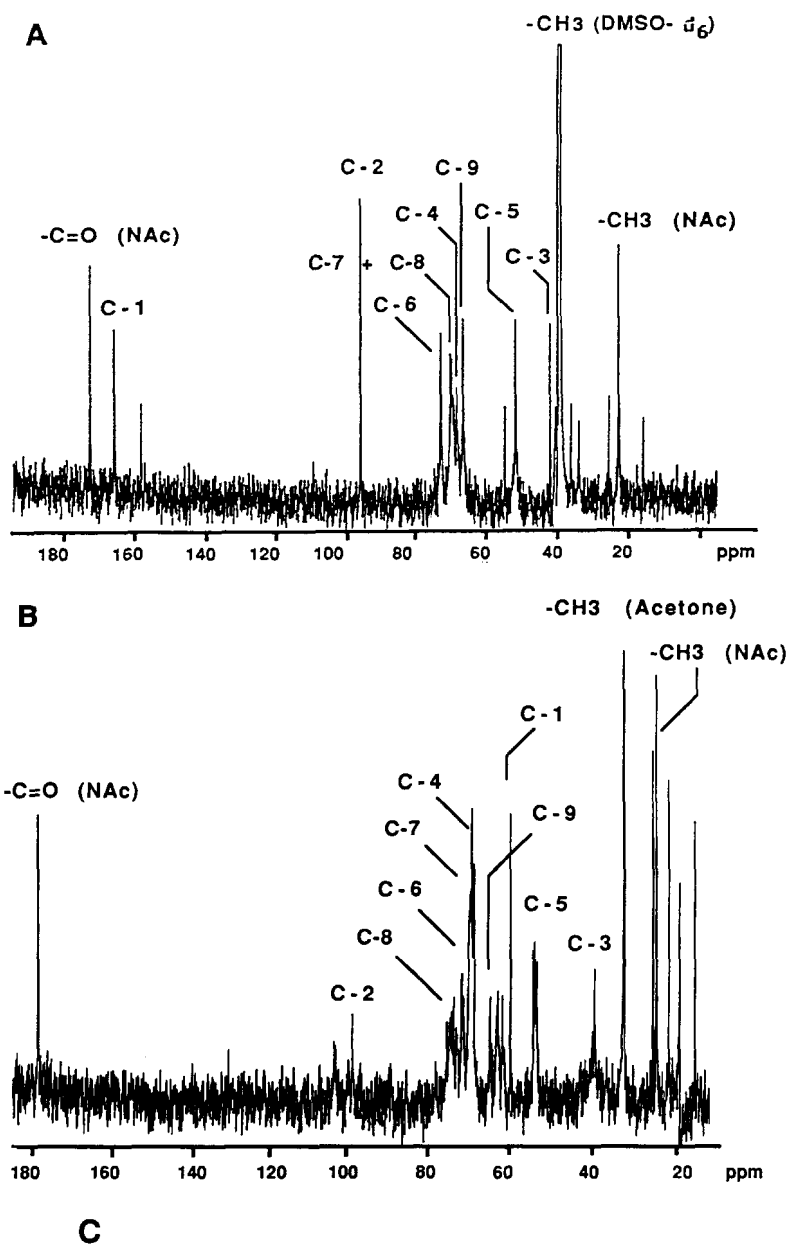 A
-CH3 (DMSO- d6)
C-2
C-9
C-4
C-5
-CH3 (NAc)
-C=O (NAc)
C-7 + C-8
C-3
C-1
C-6
180 160 140 120 100 80 60 40 20 ppm
B
-CH3 (Acetone)
-CH3 (NAc)
C-1
C-4
-C=O (NAc)
C-9
C-7
C-6
C-5
C-8
C-3
C-2
180 160 140 120 100 80 60 40 20 ppm
C